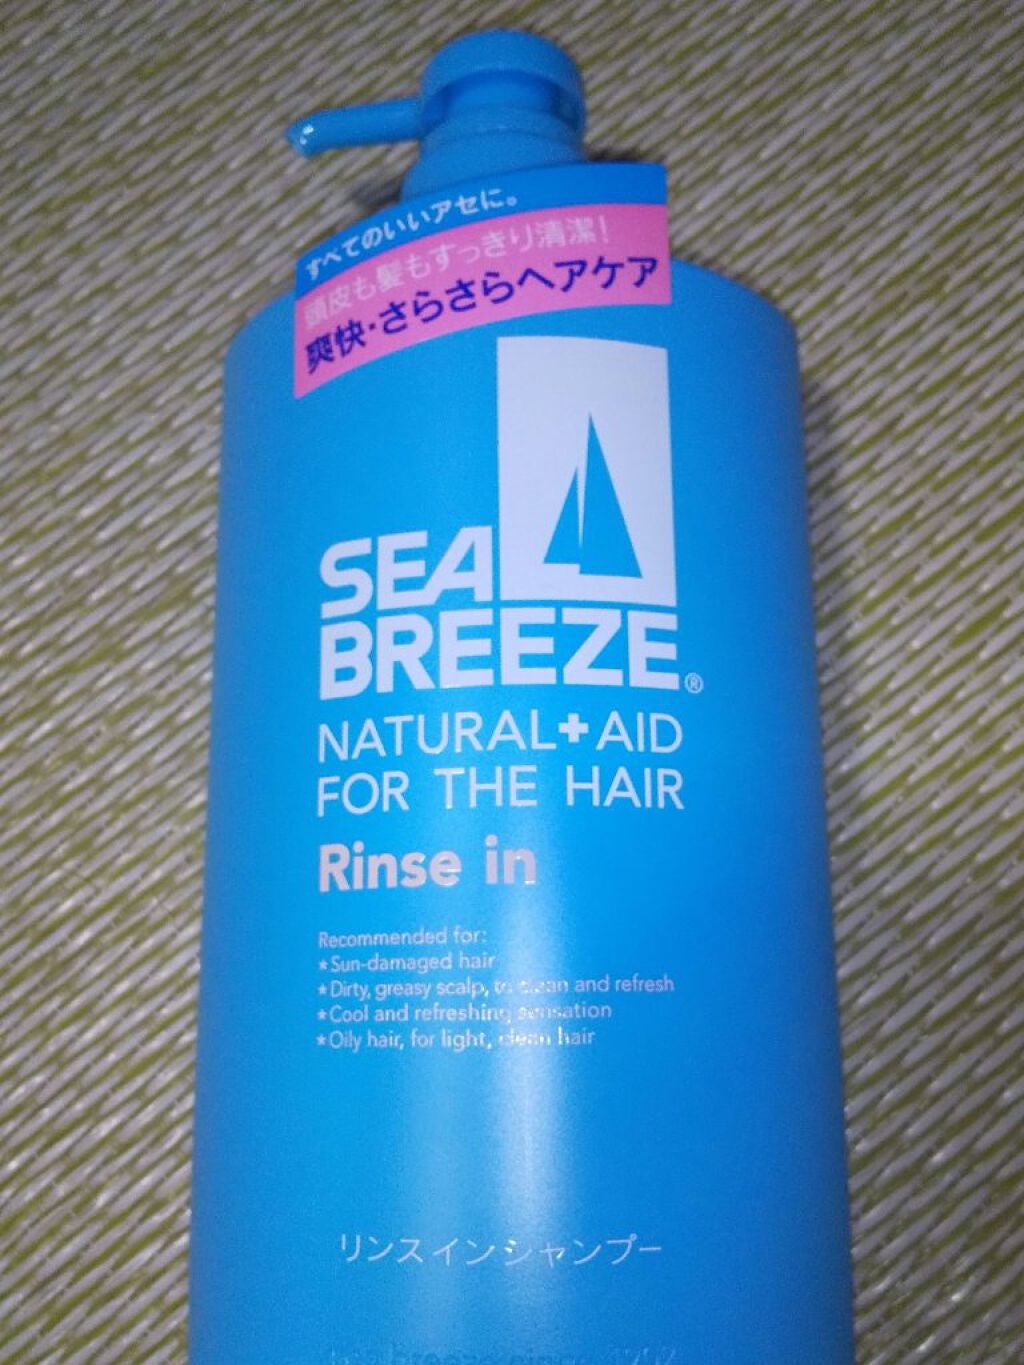 すべてのいいアセに。
頭皮も髪もすっきり清潔!
爽快・さらさらヘアケア
SEA
BREEZE®
NATURAL+AID
FOR THE HAIR
Rinse in
Recommended for:
*Sun-damaged hair
*Dirty, greasy scalp, to clean and refresh
*Cool and refreshing sensation
*Oily hair, for light, clean hair
リンスインシャンプー